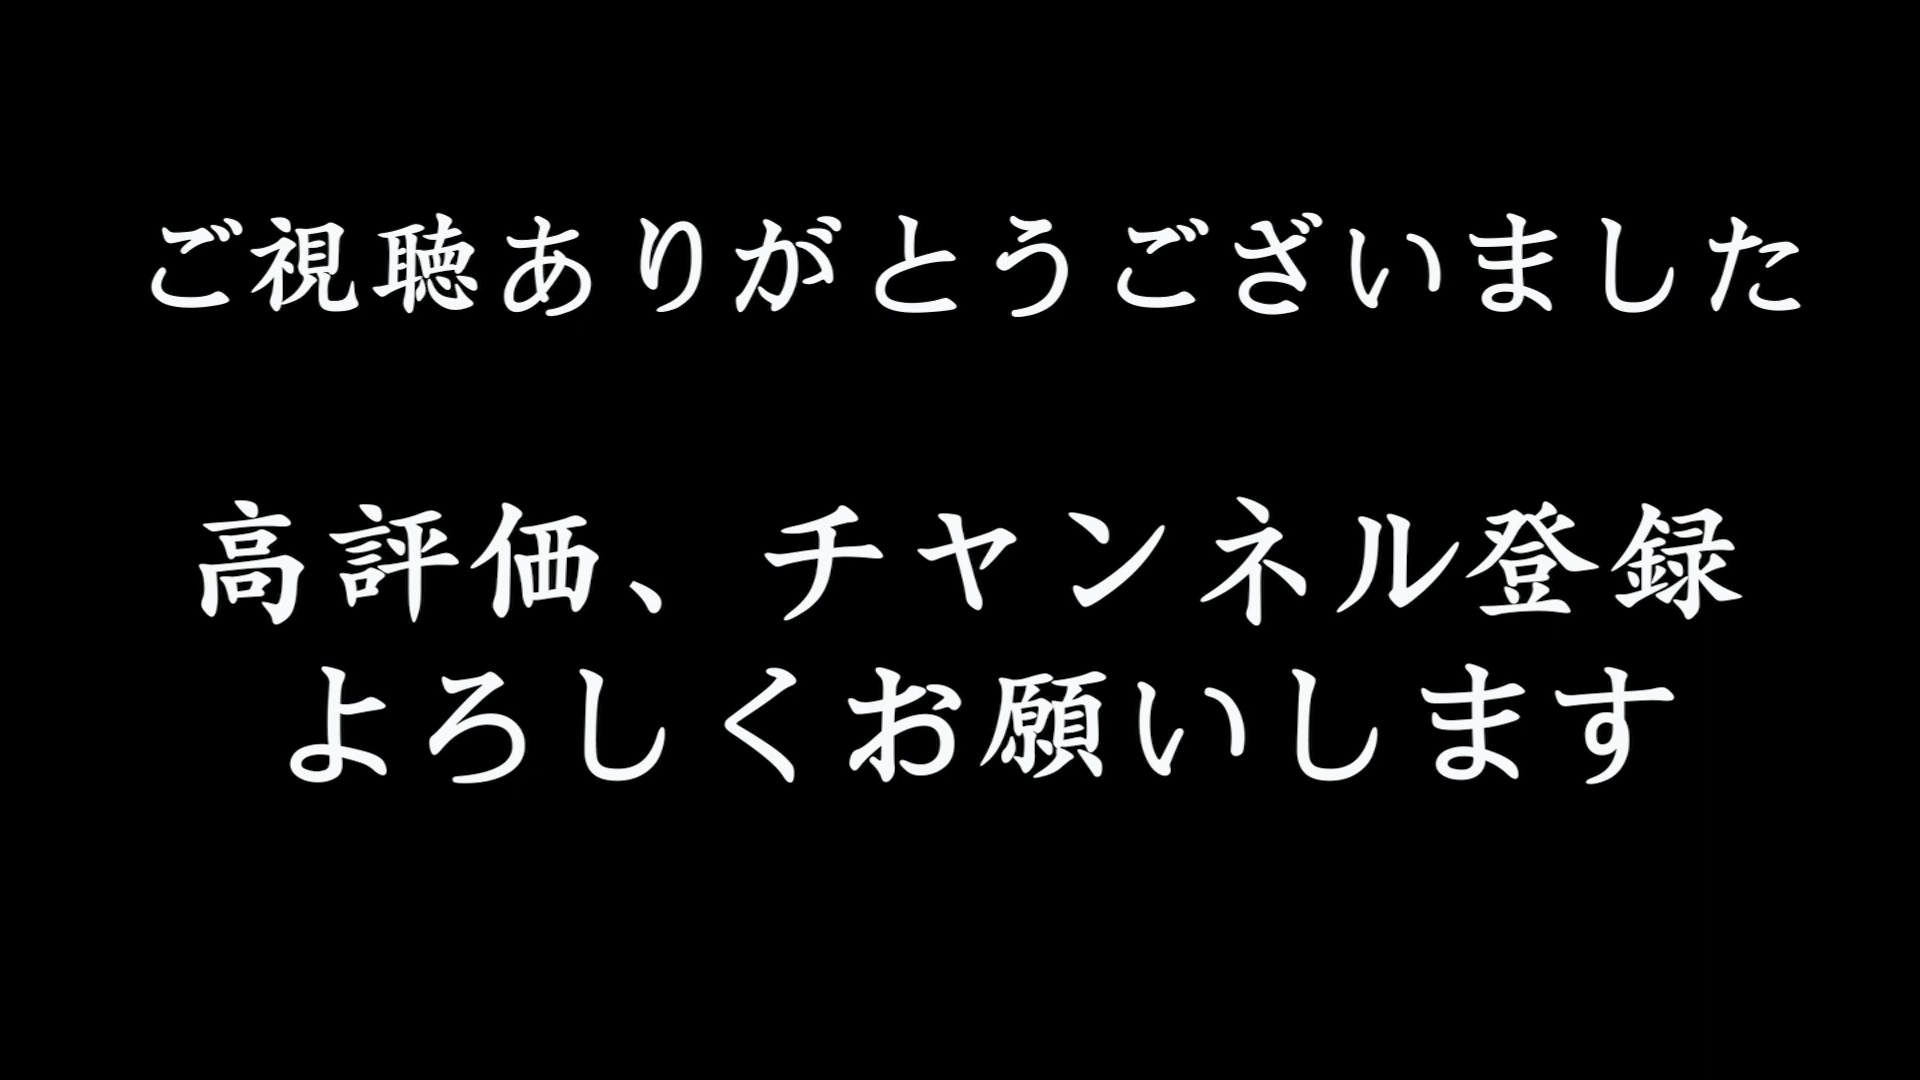 ご視聴ありがとうございました
高評価、チャンネル登録
よろしくお願いします